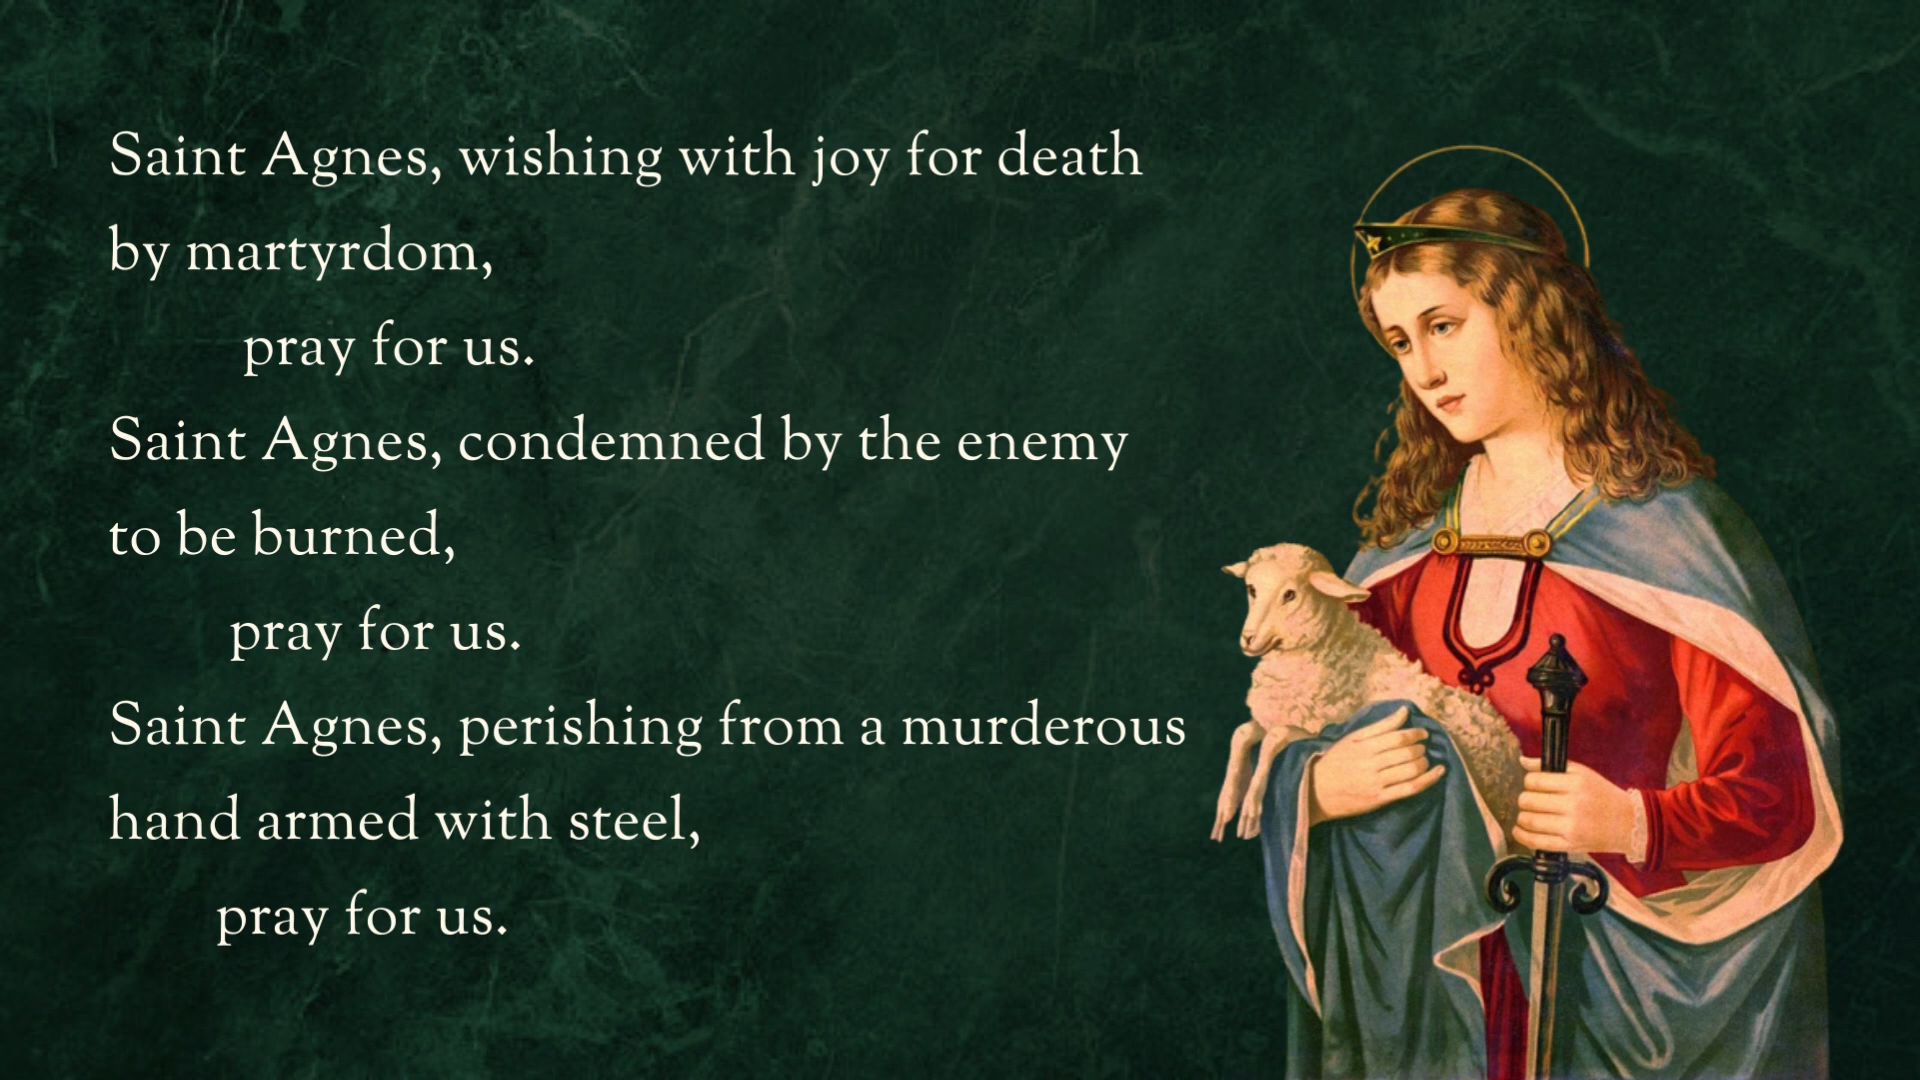 Saint Agnes, wishing with joy for death
by martyrdom,
pray for us.
Saint Agnes, condemned by the enemy
to be burned,
pray for us.
Saint Agnes, perishing from a murderous
hand armed with steel,
pray for us.